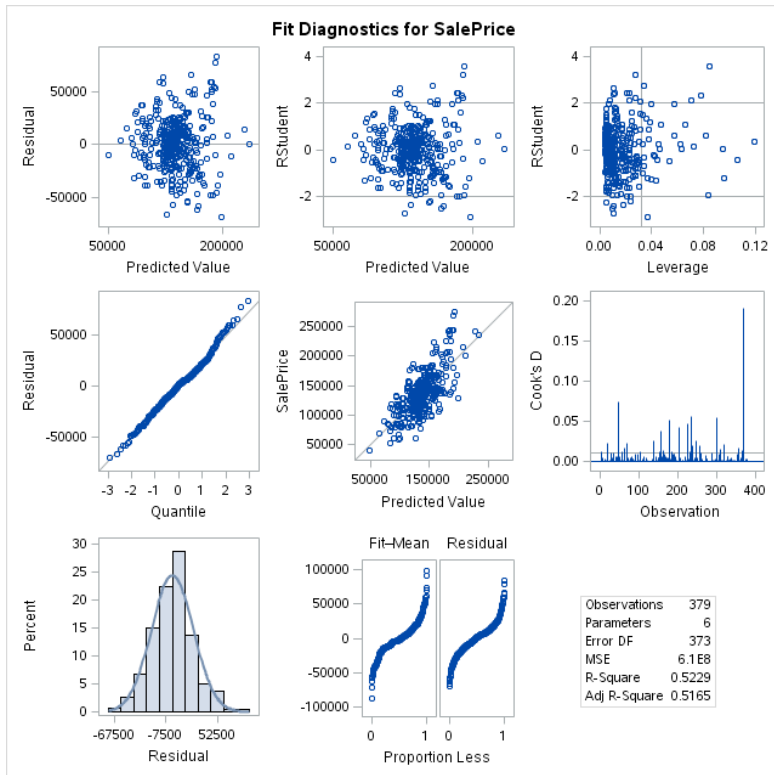 Fit Diagnostics for SalePrice
Residual
50000
0
-50000
50000
200000
Predicted Value
RStudent
4
2
0
-2
50000
200000
Predicted Value
RStudent
4
2
0
-2
0.00
0.04
0.08
0.12
Leverage
Residual
50000
0
-50000
-3
-2
-1
0
1
2
3
Quantile
SalePrice
250000
200000
150000
100000
50000
50000
150000
250000
Predicted Value
Cook's D
0.20
0.15
0.10
0.05
0.00
0
100
200
300
400
Observation
Percent
30
25
20
15
10
5
0
-67500
-7500
52500
Residual
Fit–Mean
Residual
100000
50000
0
-50000
-100000
0
1
0
1
Proportion Less
Observations 379
Parameters 6
Error DF 373
MSE 6.1E8
R-Square 0.5229
Adj R-Square 0.5165